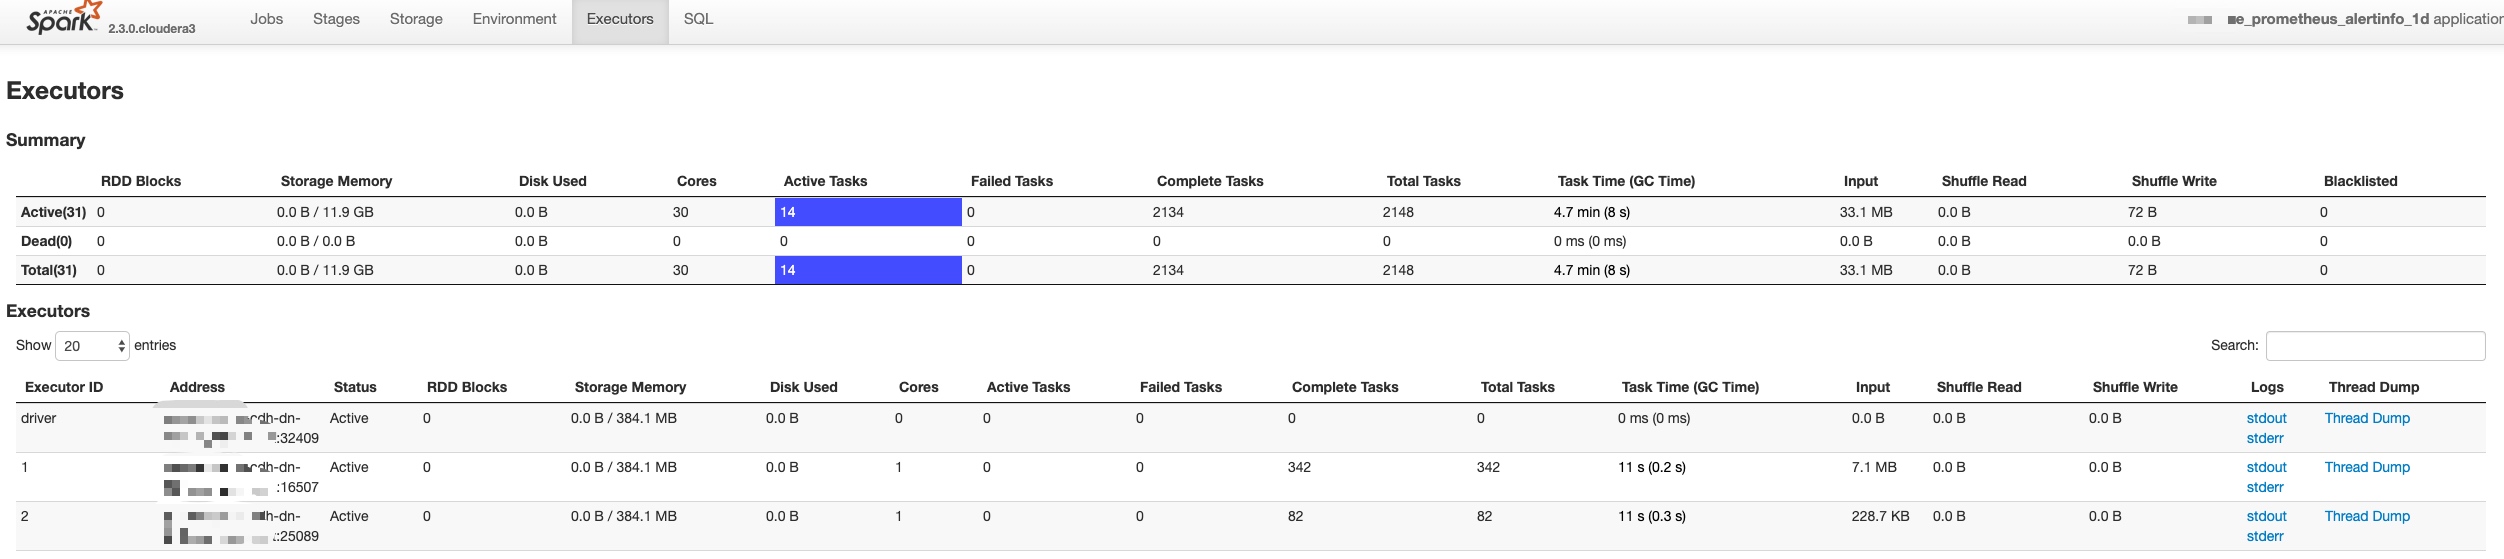 APACHE Spark 2.3.0.cloudera3 Jobs Stages Storage Environment Executors SQL e_prometheus_alertinfo_1d application
Executors
Summary
RDD Blocks Storage Memory Disk Used Cores Active Tasks Failed Tasks Complete Tasks Total Tasks Task Time (GC Time) Input Shuffle Read Shuffle Write Blacklisted
Active(31) 0 0.0 B / 11.9 GB 0.0 B 30 14 0 2134 2148 4.7 min (8 s) 33.1 MB 0.0 B 72 B 0
Dead(0) 0 0.0 B / 0.0 B 0.0 B 0 0 0 0 0 0 ms (0 ms) 0.0 B 0.0 B 0.0 B 0
Total(31) 0 0.0 B / 11.9 GB 0.0 B 30 14 0 2134 2148 4.7 min (8 s) 33.1 MB 0.0 B 72 B 0
Executors
Show 20 entries Search:
Executor ID Address Status RDD Blocks Storage Memory Disk Used Cores Active Tasks Failed Tasks Complete Tasks Total Tasks Task Time (GC Time) Input Shuffle Read Shuffle Write Logs Thread Dump
driver cdh-dn- Active 0 0.0 B / 384.1 MB 0.0 B 0 0 0 0 0 0 ms (0 ms) 0.0 B 0.0 B 0.0 B stdout Thread Dump
:32409 stderr
1 cdh-dn- Active 0 0.0 B / 384.1 MB 0.0 B 1 0 0 342 342 11 s (0.2 s) 7.1 MB 0.0 B 0.0 B stdout Thread Dump
:16507 stderr
2 h-dn- Active 0 0.0 B / 384.1 MB 0.0 B 1 0 0 82 82 11 s (0.3 s) 228.7 KB 0.0 B 0.0 B stdout Thread Dump
:25089 stderr